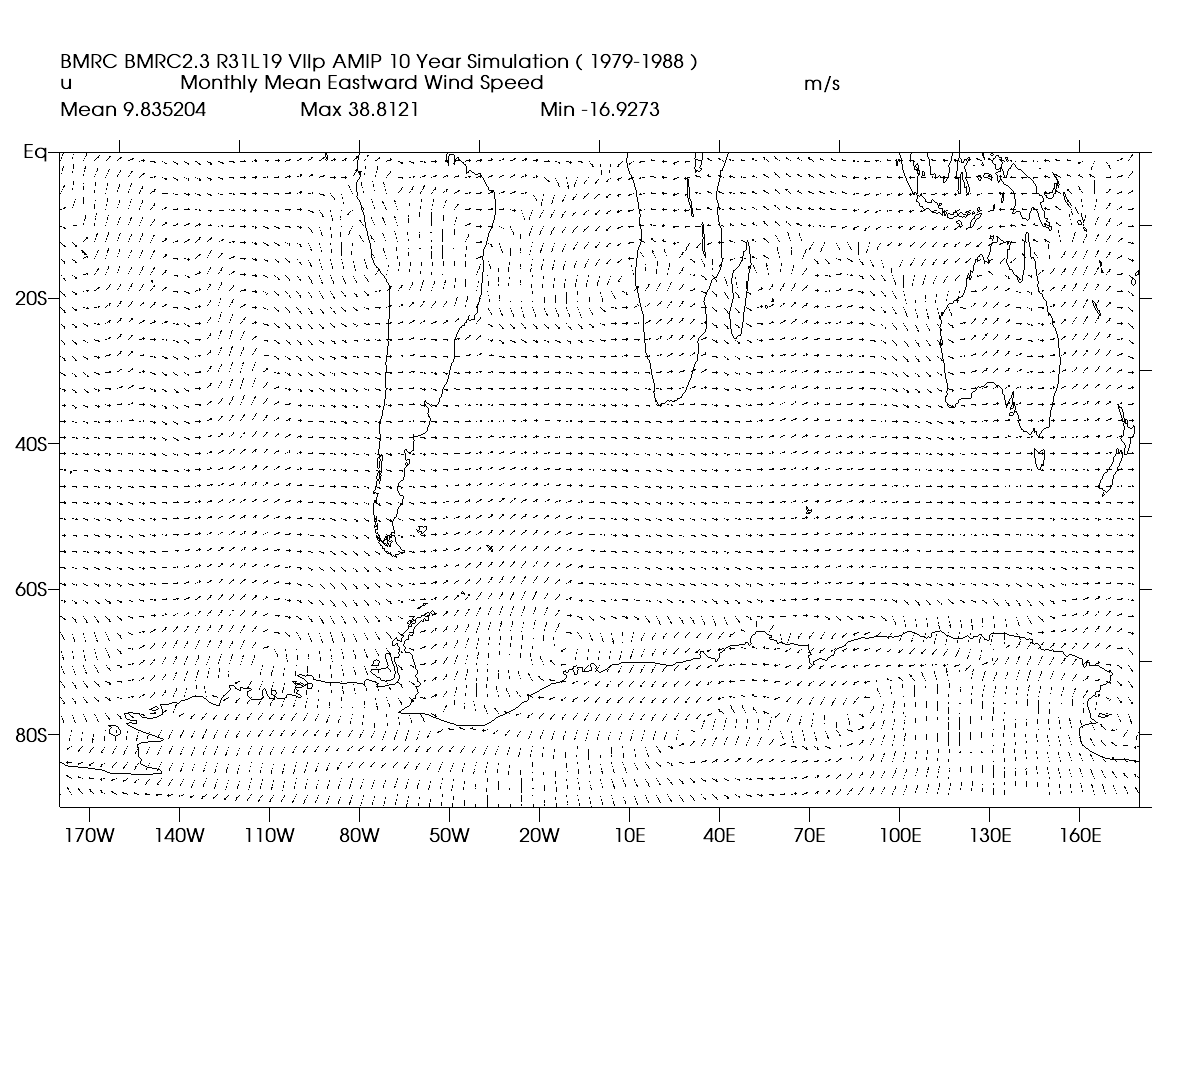 BMRC BMRC2.3 R31L19 VIIp AMIP 10 Year Simulation ( 1979-1988 )
u Monthly Mean Eastward Wind Speed m/s
Mean 9.835204 Max 38.8121 Min -16.9273
Eq
20S
40S
60S
80S
170W 140W 110W 80W 50W 20W 10E 40E 70E 100E 130E 160E